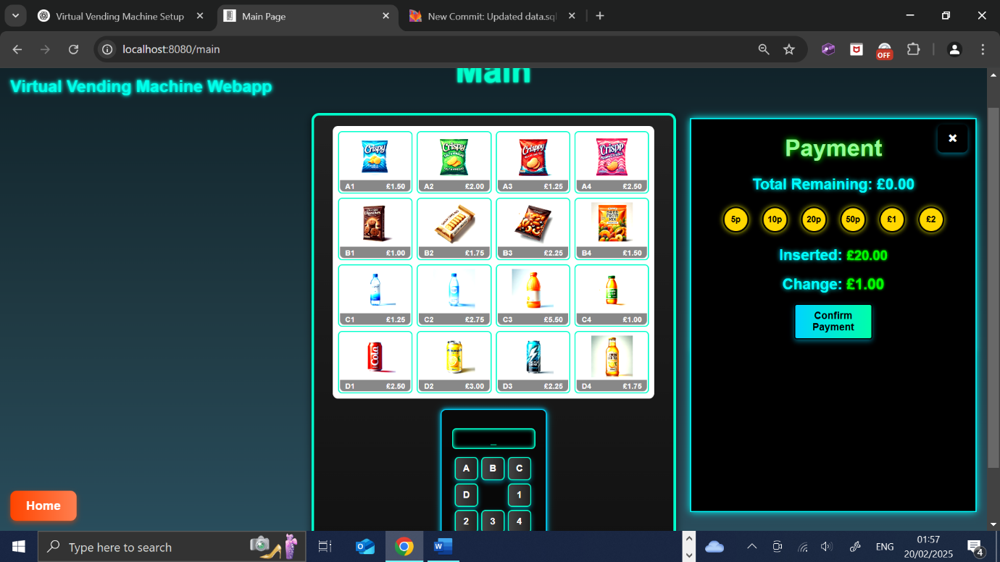 Virtual Vending Machine Setup
Main Page
New Commit: Updated data.sql
localhost:8080/main
OFF
Main
Virtual Vending Machine Webapp
Crispy
Crispy
Crispy
Crispp
A1 £1.50
A2 £2.00
A3 £1.25
A4 £2.50
Digestives
DRIED
FRUIT
MIX
B1 £1.00
B2 £1.75
B3 £2.25
B4 £1.50
C1 £1.25
C2 £2.75
C3 £5.50
C4 £1.00
Cola
D1 £2.50
D2 £3.00
D3 £2.25
D4 £1.75
_
A B C
D 1
2 3 4
Payment
Total Remaining: £0.00
5p 10p 20p 50p £1 £2
Inserted: £20.00
Change: £1.00
Confirm
Payment
Home
Type here to search
ENG
01:57
20/02/2025
4